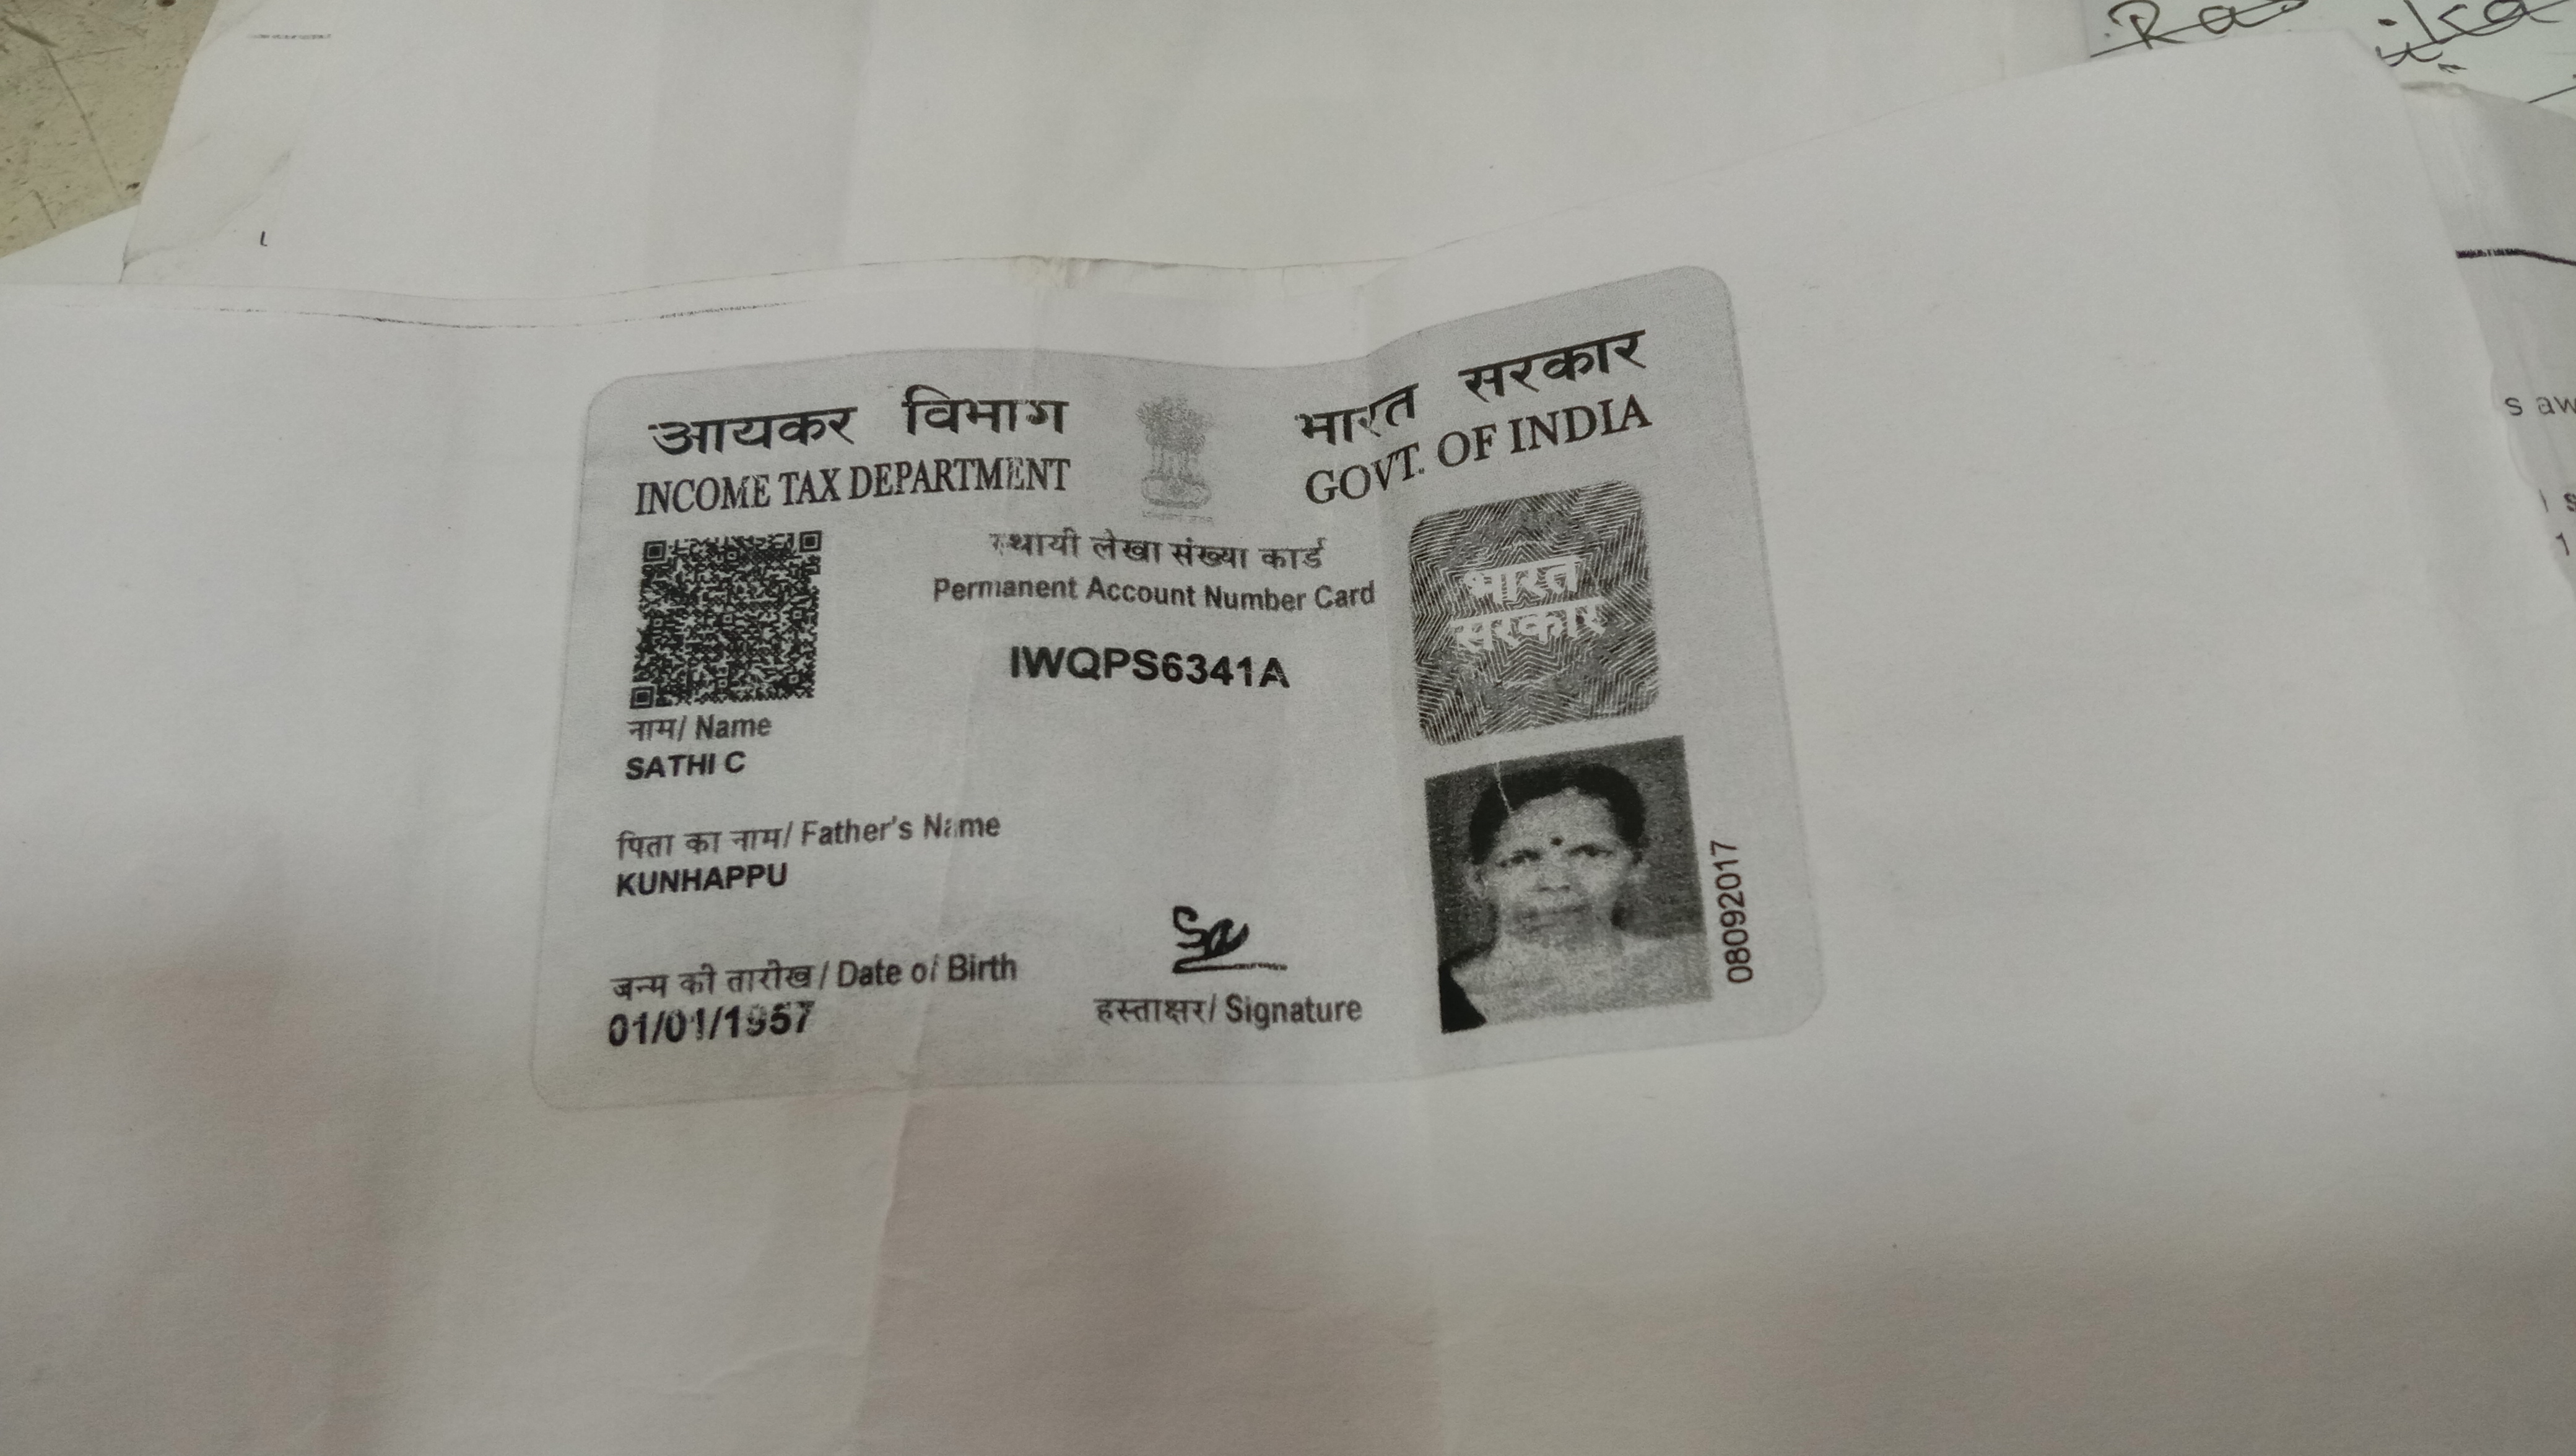 आयकर विभाग
INCOME TAX DEPARTMENT
भारत सरकार
GOVT. OF INDIA
स्थायी लेखा संख्या कार्ड
Permanent Account Number Card
IWQPS6341A
भारत
सरकार
नाम/ Name
SATHI C
पिता का नाम/ Father's Name
KUNHAPPU
जन्म की तारीख / Date of Birth
01/01/1957
हस्ताक्षर/ Signature
08092017